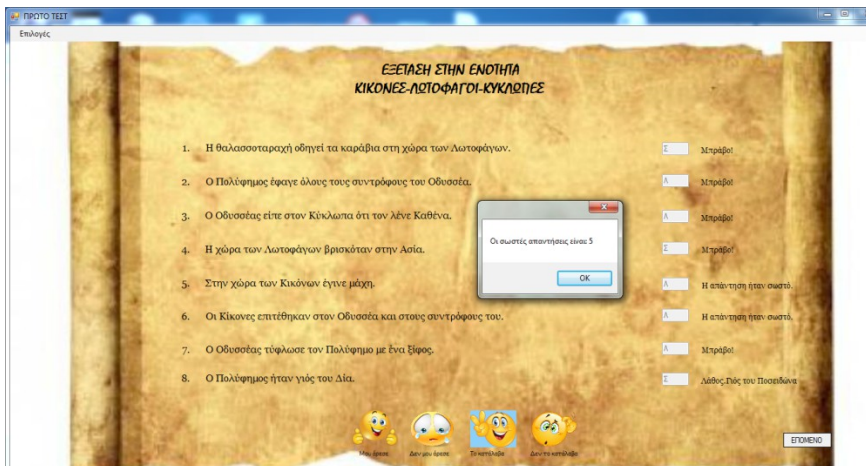 ΠΡΩΤΟ ΤΕΣΤ
Επιλογές
ΕΞΕΤΑΣΗ ΣΤΗΝ ΕΝΟΤΗΤΑ
ΚΙΚΟΝΕΣ-ΛΩΤΟΦΑΓΟΙ-ΚΥΚΛΩΠΕΣ
1. Η θαλασσοταραχή οδηγεί τα καράβια στη χώρα των Λωτοφάγων. Σ Μπράβο!
2. Ο Πολύφημος έφαγε όλους τους συντρόφους του Οδυσσέα. Λ Μπράβο!
3. Ο Οδυσσέας είπε στον Κύκλωπα ότι τον λένε Καθένα. Λ Μπράβο!
Οι σωστές απαντήσεις είναι: 5
4. Η χώρα των Λωτοφάγων βρισκόταν στην Ασία. Σ Μπράβο!
OK
5. Στην χώρα των Κικόνων έγινε μάχη. Λ Η απάντηση ήταν σωστό.
6. Οι Κίκονες επιτέθηκαν στον Οδυσσέα και στους συντρόφους του. Λ Η απάντηση ήταν σωστό.
7. Ο Οδυσσέας τύφλωσε τον Πολύφημο με ένα ξίφος. Λ Μπράβο!
8. Ο Πολύφημος ήταν γιός του Δία. Σ Λάθος.Γιός του Ποσειδώνα
ΕΠΟΜΕΝΟ
Μου άρεσε Δεν μου άρεσε Το κατάλαβα Δεν το κατάλαβα